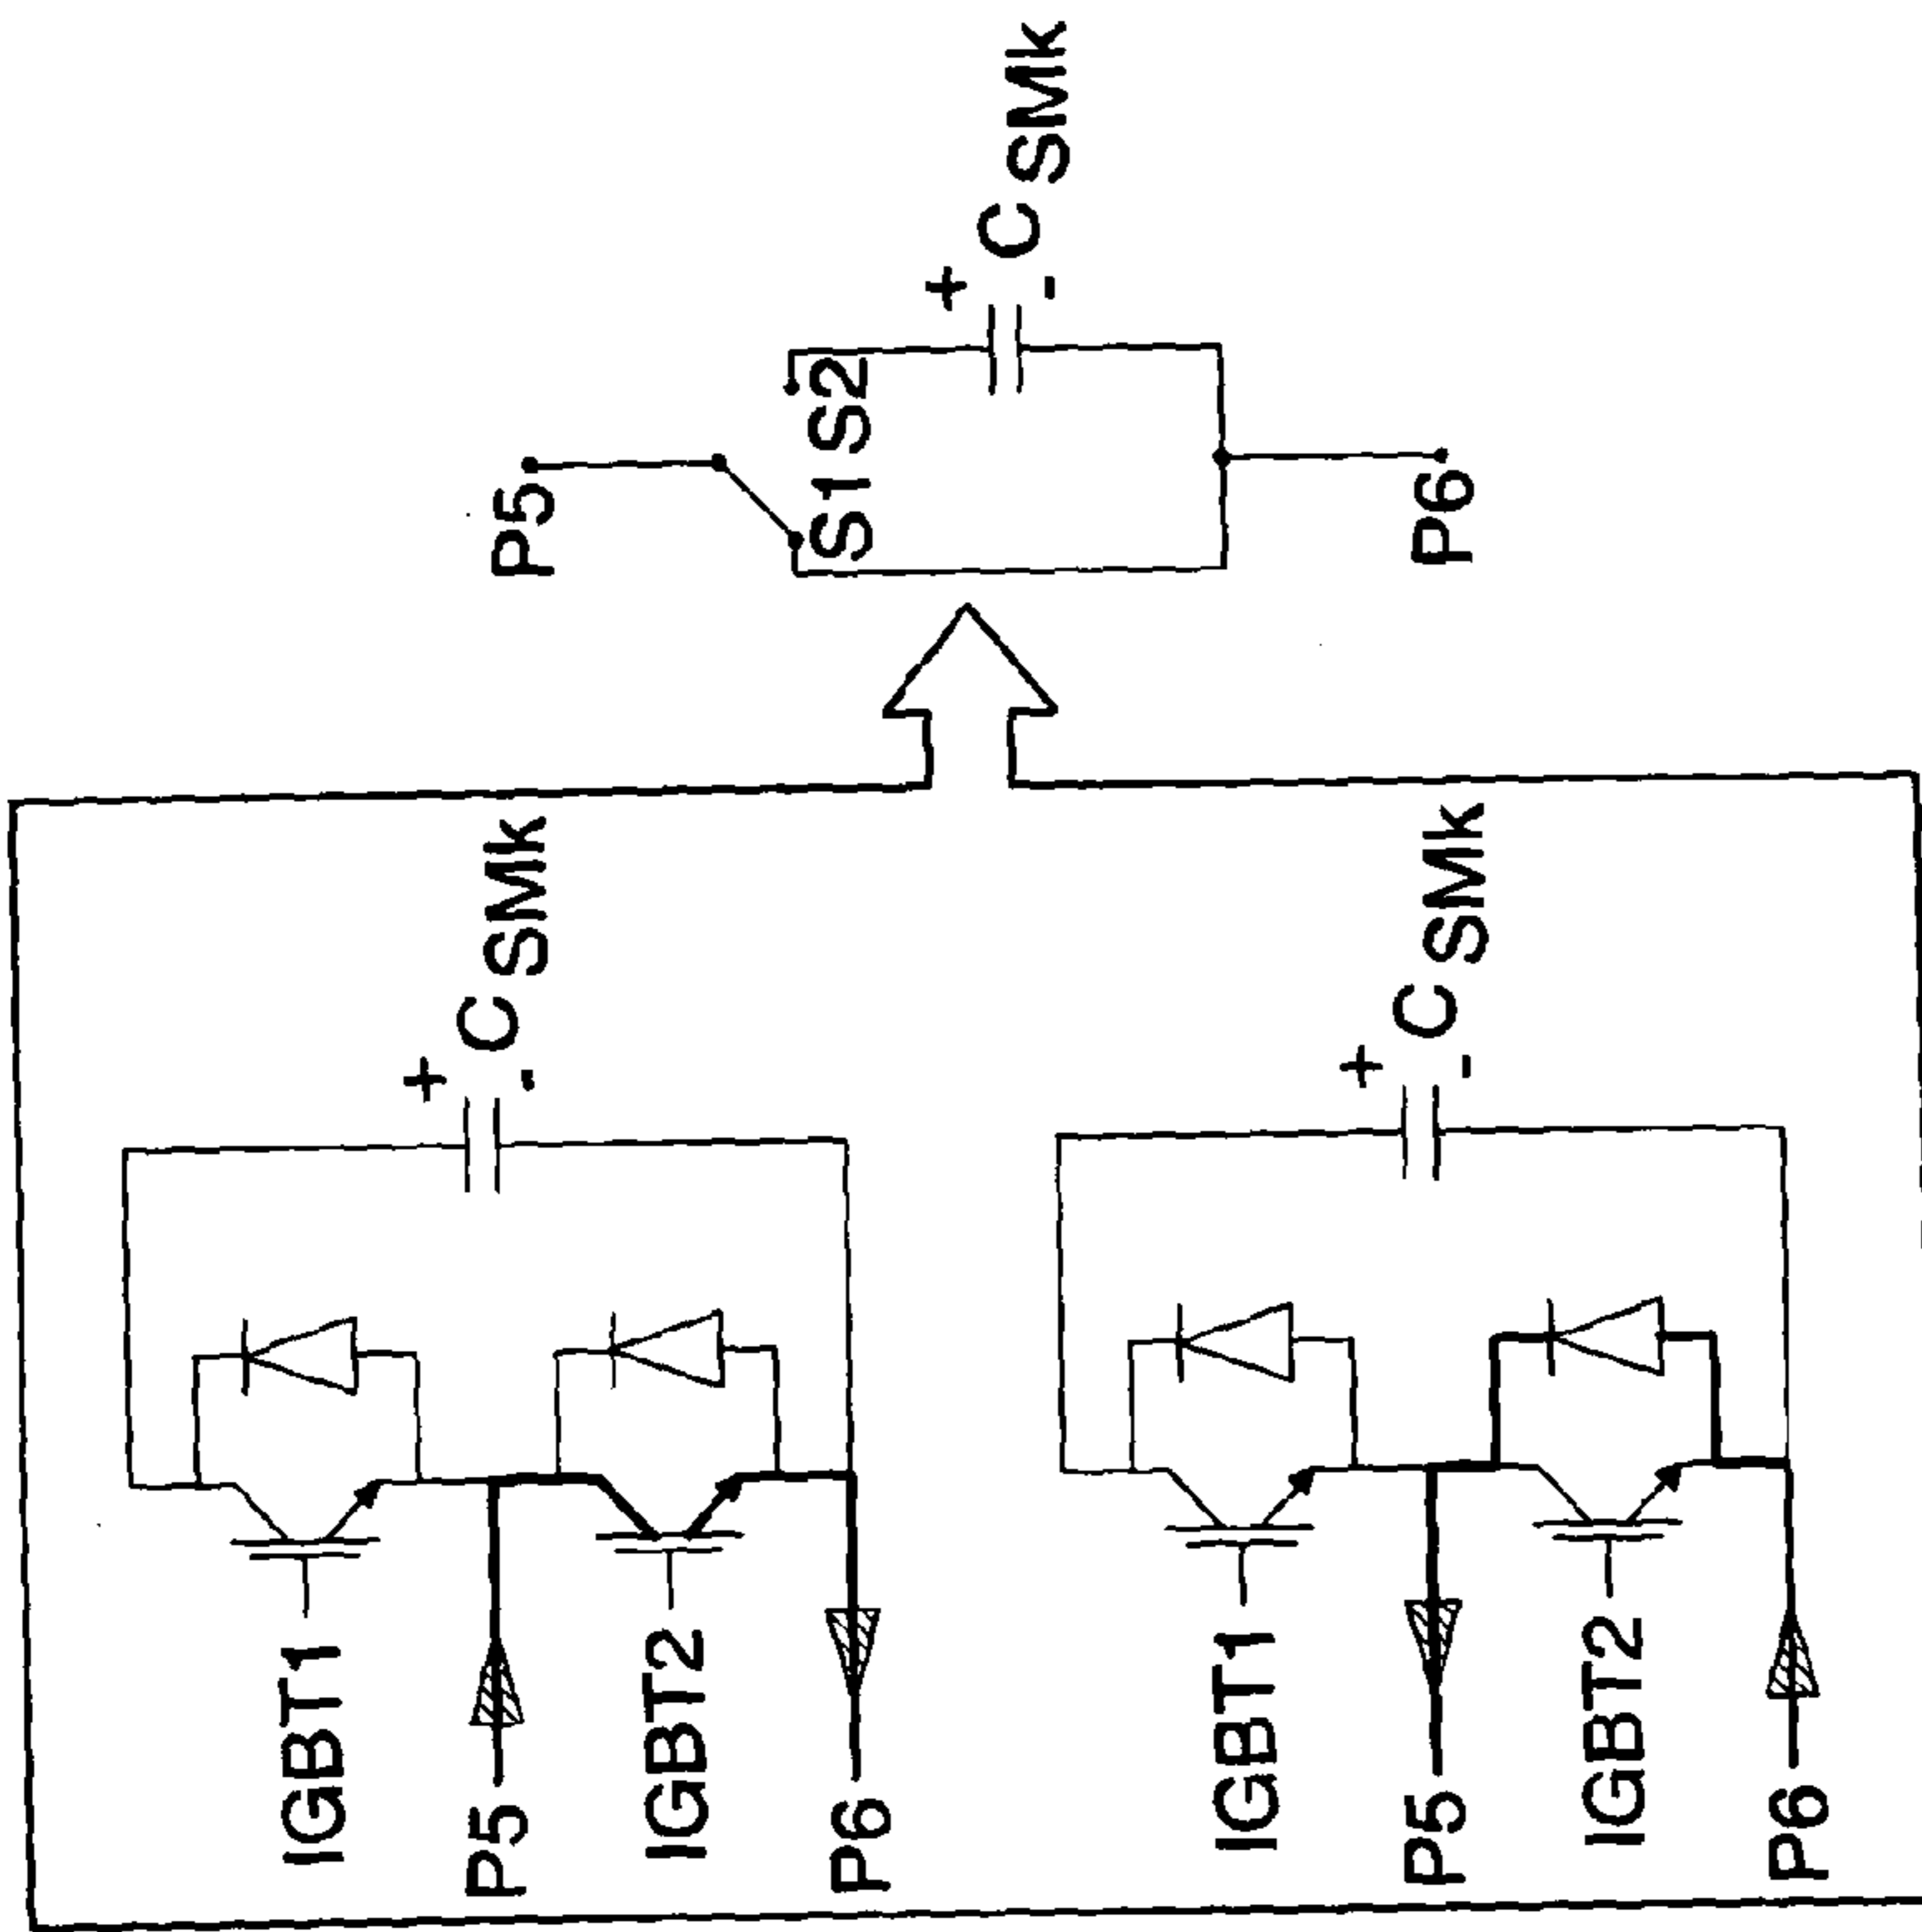 IGBT1
P5
IGBT2
P6
+
C SMk
-
IGBT1
P5
IGBT2
P6
+
C SMk
-
P5
S1 S2
+
C SMk
-
P6